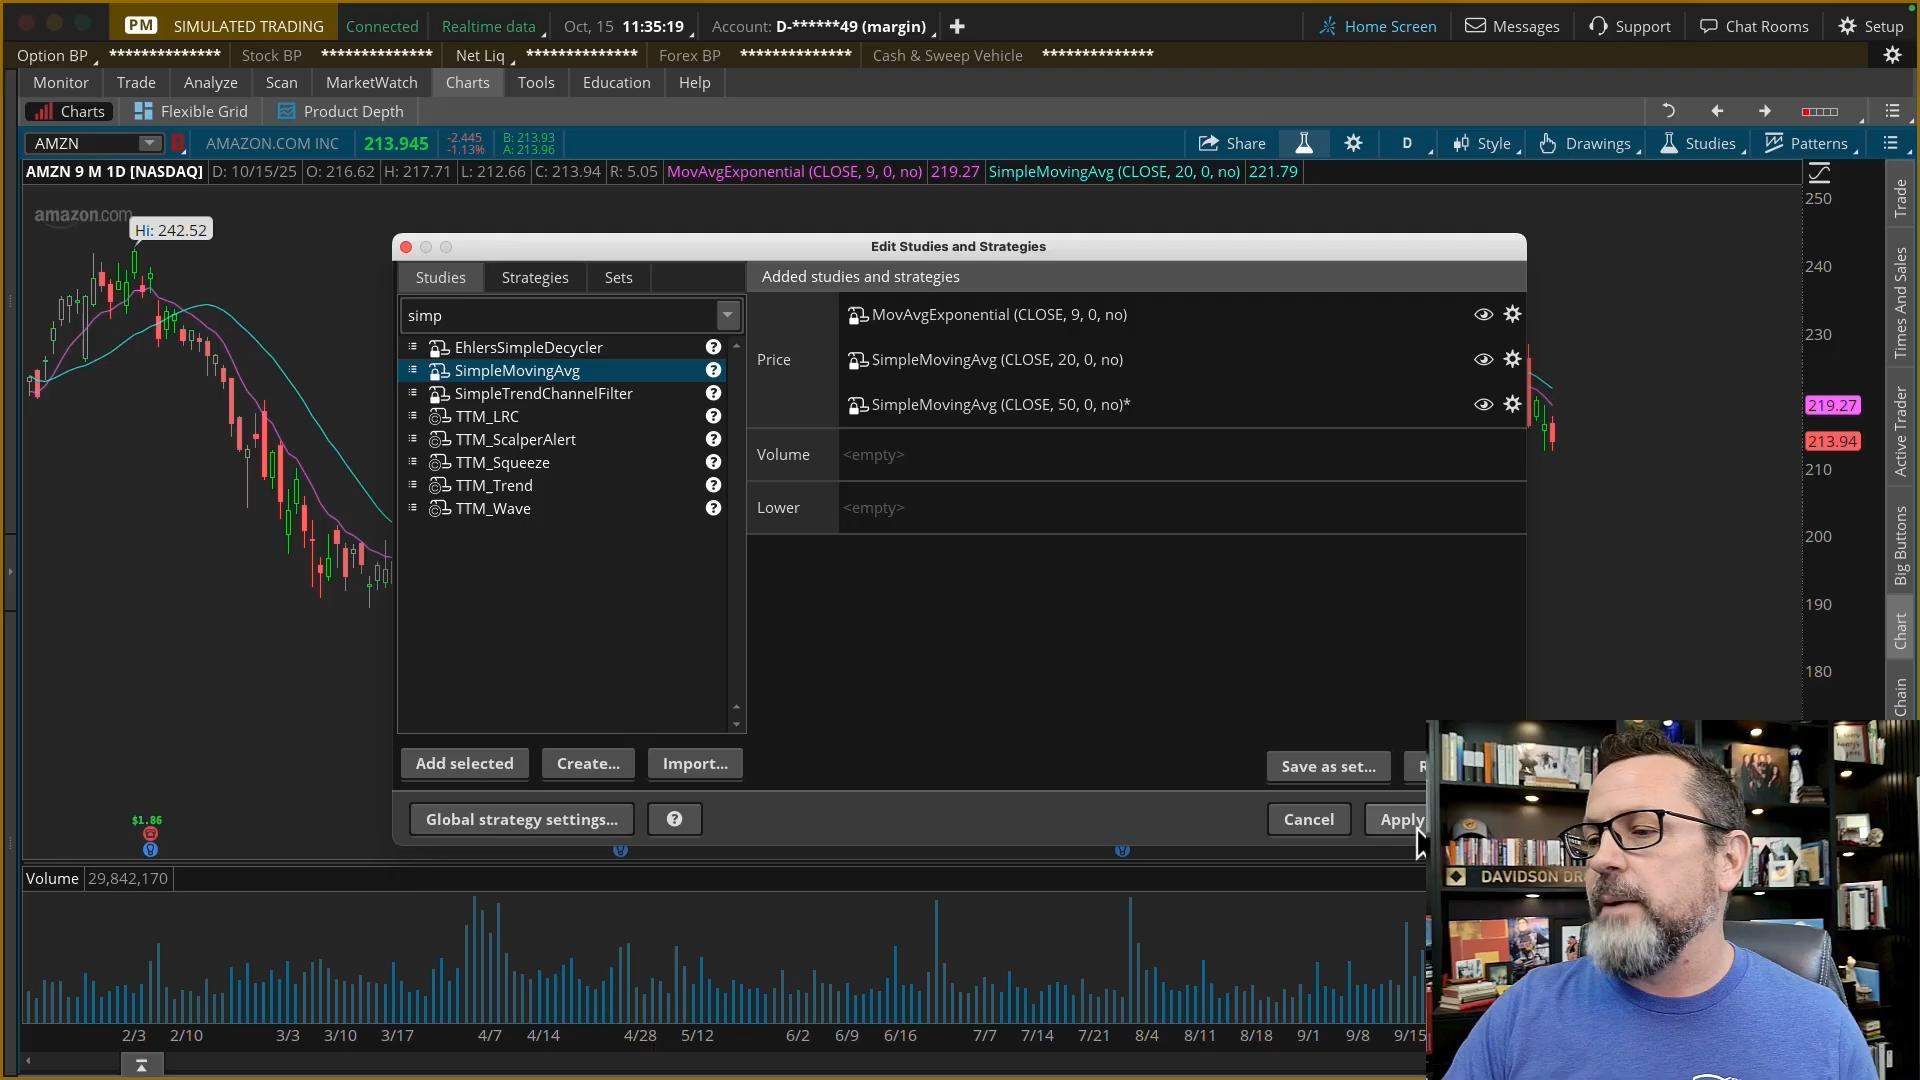 PM SIMULATED TRADING Connected Realtime data Oct, 15 11:35:19 Account: D-******49 (margin) Home Screen Messages Support Chat Rooms Setup
Option BP ************** Stock BP ************** Net Liq ************** Forex BP ************** Cash & Sweep Vehicle **************
Monitor Trade Analyze Scan MarketWatch Charts Tools Education Help
Charts Flexible Grid Product Depth
AMZN AMAZON.COM INC 213.945 -2.445 -1.13% B: 213.93 A: 213.96 Share D Style Drawings Studies Patterns
AMZN 9 M 1D [NASDAQ] D: 10/15/25 O: 216.62 H: 217.71 L: 212.66 C: 213.94 R: 5.05 MovAvgExponential (CLOSE, 9, 0, no) 219.27 SimpleMovingAvg (CLOSE, 20, 0, no) 221.79
amazon.com
Hi: 242.52
Edit Studies and Strategies
Studies Strategies Sets
simp
EhlersSimpleDecycler
SimpleMovingAvg
SimpleTrendChannelFilter
TTM_LRC
TTM_ScalperAlert
TTM_Squeeze
TTM_Trend
TTM_Wave
Added studies and strategies
MovAvgExponential (CLOSE, 9, 0, no)
Price SimpleMovingAvg (CLOSE, 20, 0, no)
SimpleMovingAvg (CLOSE, 50, 0, no)*
Volume <empty>
Lower <empty>
Add selected Create... Import... Save as set...
Global strategy settings... ? Cancel Apply
250
240
230
219.27
213.94
210
200
190
180
Trade
Times And Sales
Active Trader
Big Buttons
Chart
Chain
$1.86
Volume 29,842,170
2/3 2/10 3/3 3/10 3/17 4/7 4/14 4/28 5/12 6/2 6/9 6/16 7/7 7/14 7/21 8/4 8/11 8/18 9/1 9/8 9/15
DAVIDSON DR